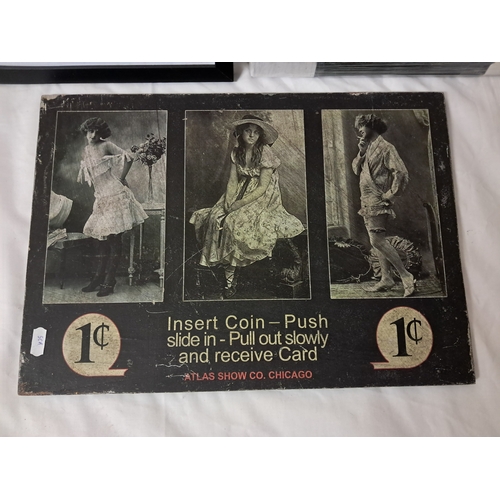 1¢
Insert Coin – Push
slide in - Pull out slowly
and receive Card
ATLAS SHOW CO. CHICAGO
1¢